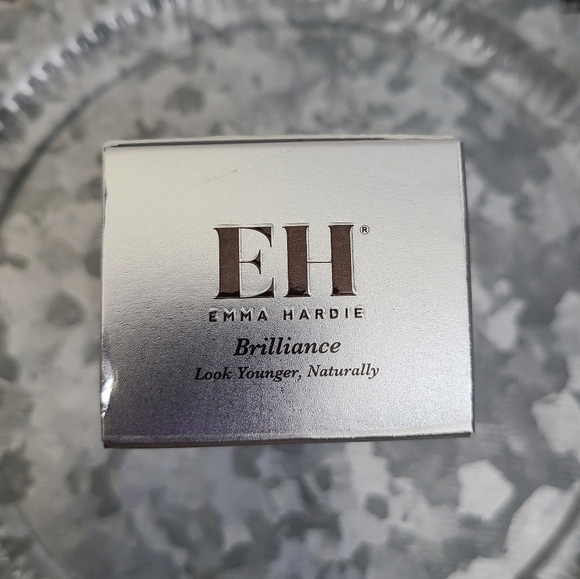 EH®
EMMA HARDIE
Brilliance
Look Younger, Naturally